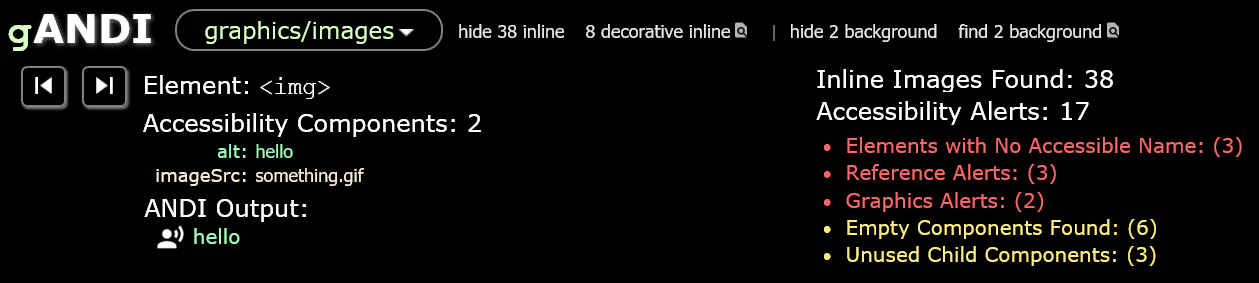 gANDI graphics/images hide 38 inline 8 decorative inline | hide 2 background find 2 background
Element: <img>
Accessibility Components: 2
alt: hello
imageSrc: something.gif
ANDI Output:
hello
Inline Images Found: 38
Accessibility Alerts: 17
• Elements with No Accessible Name: (3)
• Reference Alerts: (3)
• Graphics Alerts: (2)
• Empty Components Found: (6)
• Unused Child Components: (3)